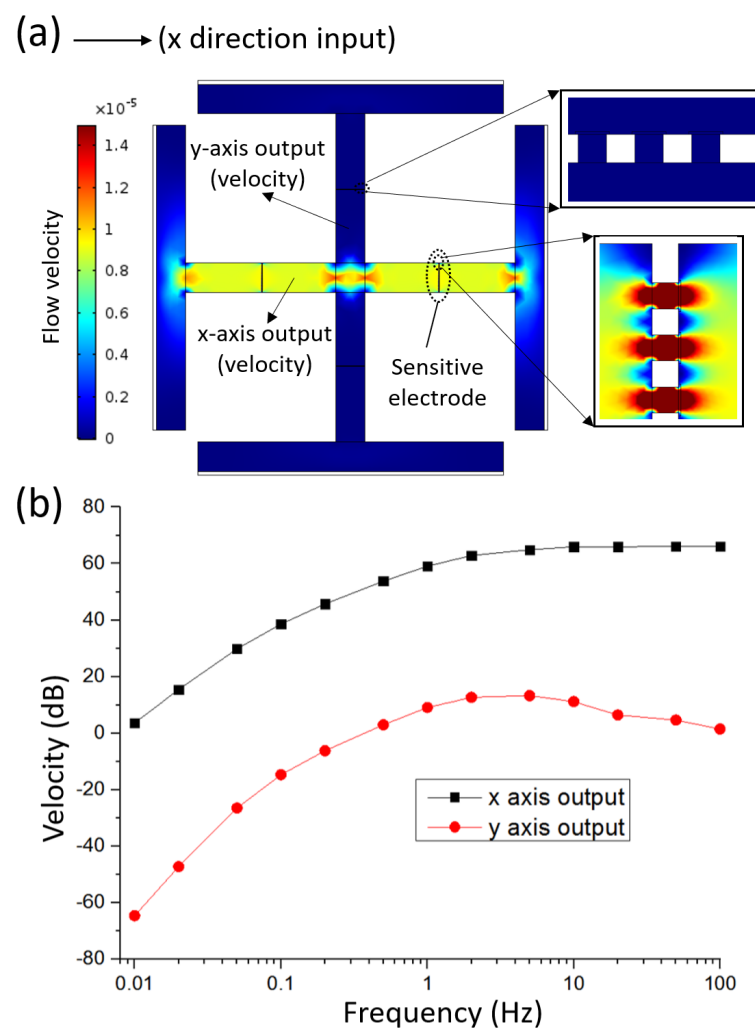 (a) → (x direction input)
×10⁻⁵
1.4
1.2
1
0.8
0.6
0.4
0.2
0
Flow velocity
y-axis output
(velocity)
x-axis output
(velocity)
Sensitive
electrode
(b)
80
60
40
20
0
-20
-40
-60
-80
Velocity (dB)
x axis output
y axis output
0.01 0.1 1 10 100
Frequency (Hz)